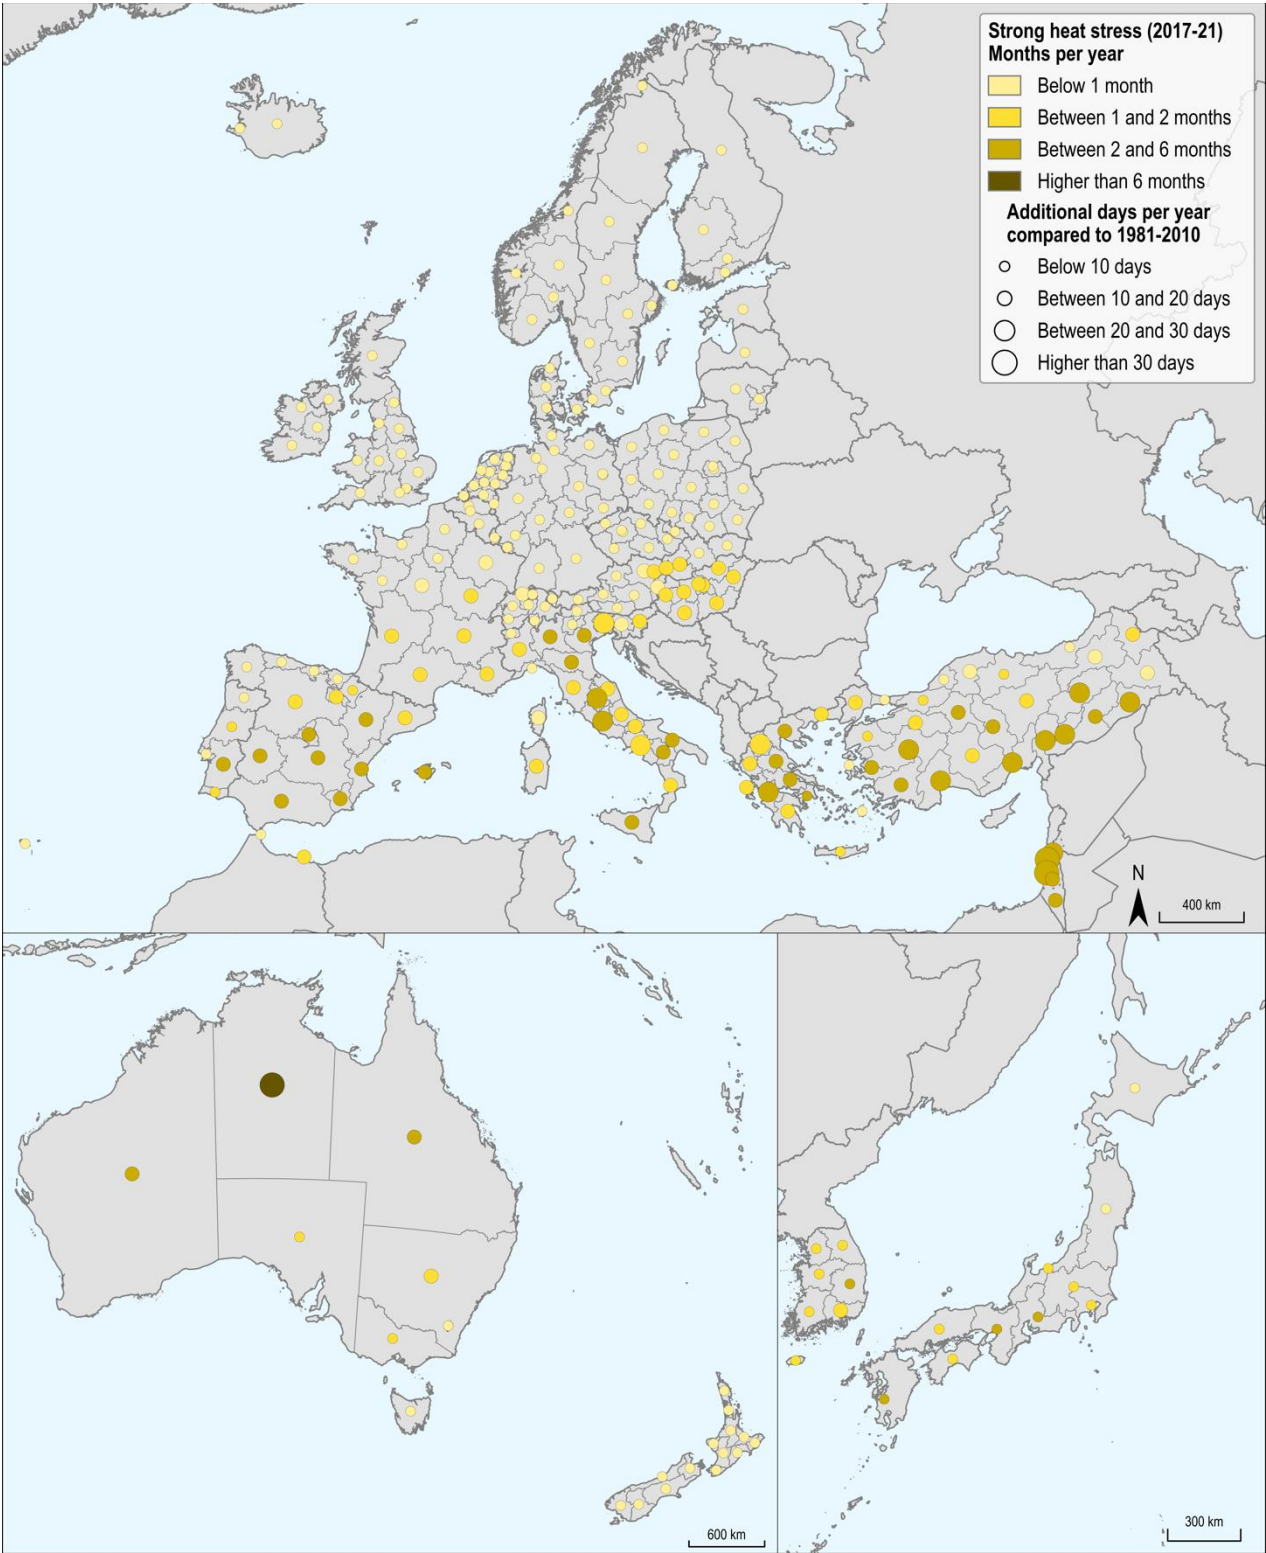 Strong heat stress (2017-21)
Months per year
Below 1 month
Between 1 and 2 months
Between 2 and 6 months
Higher than 6 months
Additional days per year
compared to 1981-2010
Below 10 days
Between 10 and 20 days
Between 20 and 30 days
Higher than 30 days
N
400 km
600 km
300 km